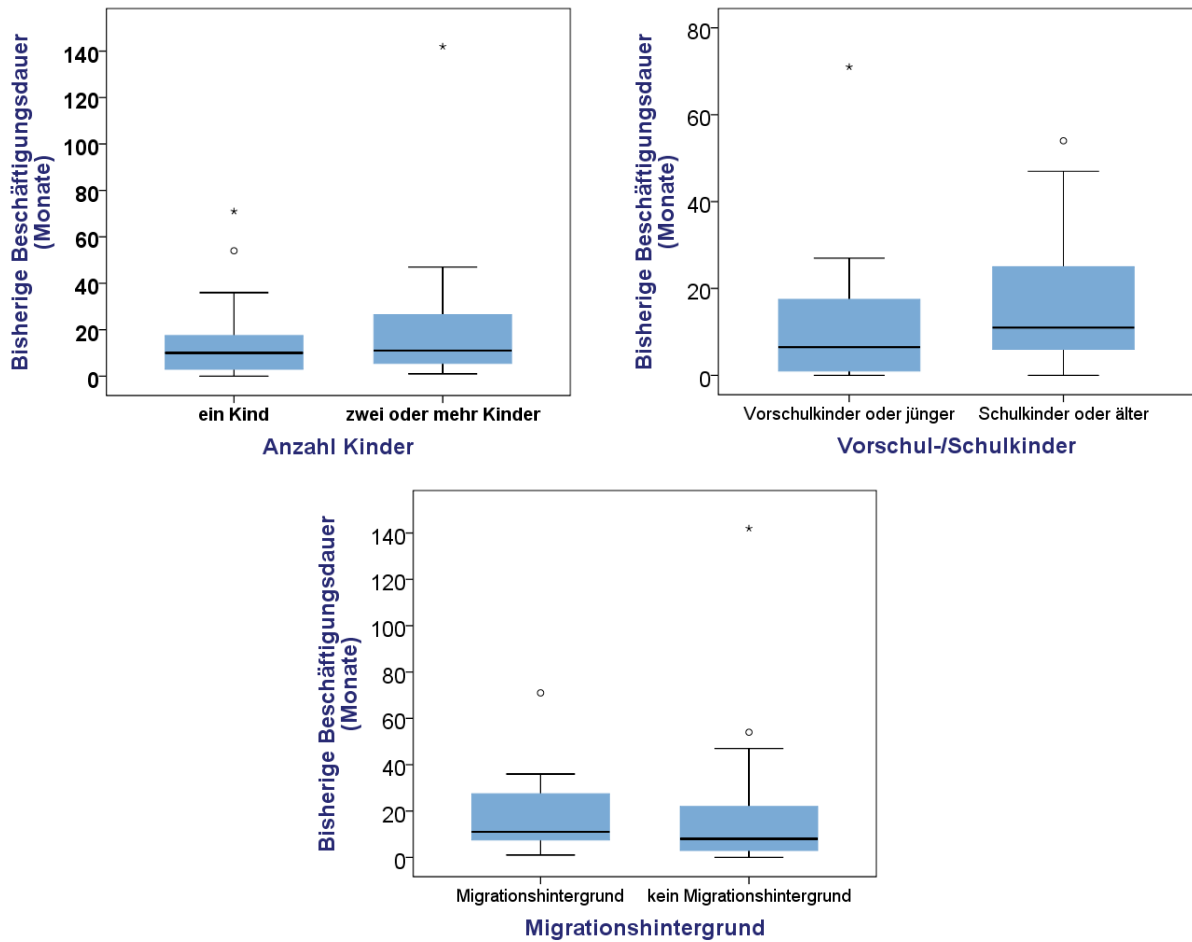 Bisherige Beschäftigungsdauer
(Monate)
140
120
100
80
60
40
20
0
ein Kind
zwei oder mehr Kinder
Anzahl Kinder
Bisherige Beschäftigungsdauer
(Monate)
80
60
40
20
0
Vorschulkinder oder jünger
Schulkinder oder älter
Vorschul-/Schulkinder
Bisherige Beschäftigungsdauer
(Monate)
140
120
100
80
60
40
20
0
Migrationshintergrund
kein Migrationshintergrund
Migrationshintergrund